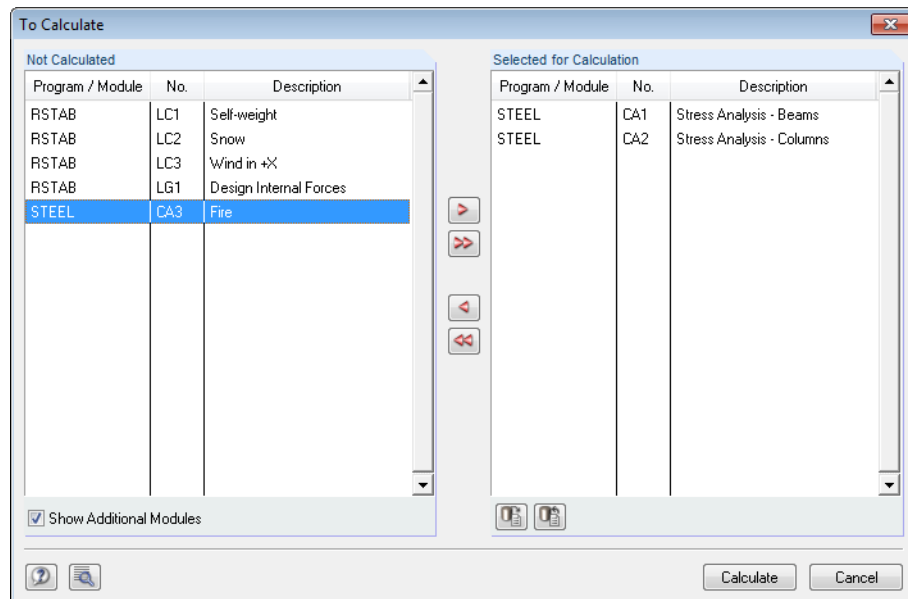 To Calculate
Not Calculated
Program / Module No. Description
RSTAB LC1 Self-weight
RSTAB LC2 Snow
RSTAB LC3 Wind in +X
RSTAB LG1 Design Internal Forces
STEEL CA3 Fire
Show Additional Modules
Selected for Calculation
Program / Module No. Description
STEEL CA1 Stress Analysis - Beams
STEEL CA2 Stress Analysis - Columns
Calculate Cancel